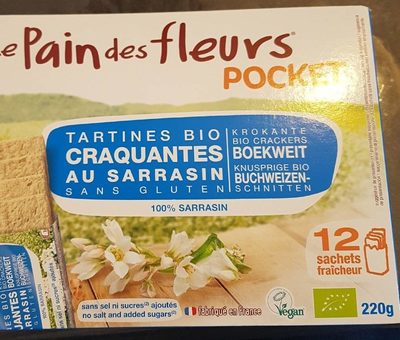 Le Pain des fleurs®
POCKET
TARTINES BIO
CRAQUANTES
AU SARRASIN
SANS GLUTEN
KROKANTE
BIO CRACKERS
BOEKWEIT
KNUSPRIGE BIO
BUCHWEIZEN-
SCHNITTEN
100% SARRASIN
12
sachets
fraîcheur
sans sel ni sucres(2) ajoutés
no salt and added sugars(2)
fabriqué en France
Vegan
220g